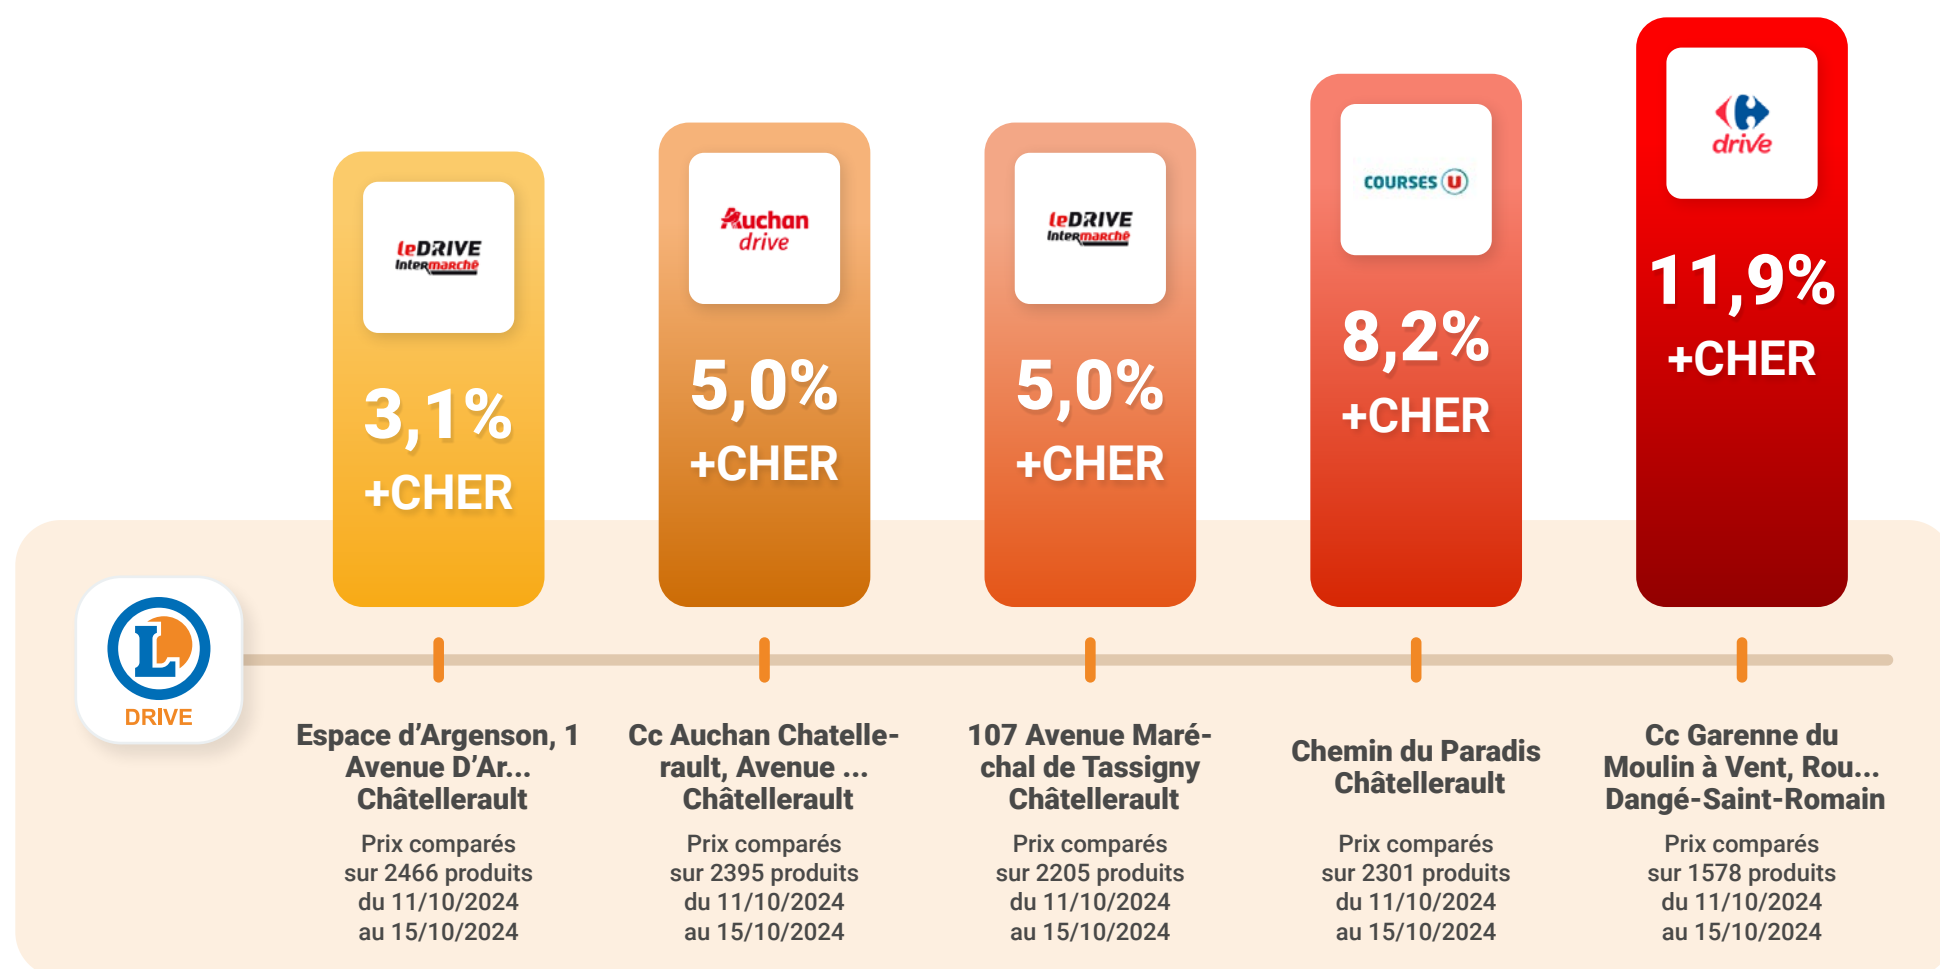 leDRIVE
Intermarché
3,1%
+CHER
Auchan
drive
5,0%
+CHER
leDRIVE
Intermarché
5,0%
+CHER
COURSES U
8,2%
+CHER
drive
11,9%
+CHER
L
DRIVE
Espace d’Argenson, 1
Avenue D’Ar...
Châtellerault
Prix comparés
sur 2466 produits
du 11/10/2024
au 15/10/2024
Cc Auchan Chatelle-
rault, Avenue ...
Châtellerault
Prix comparés
sur 2395 produits
du 11/10/2024
au 15/10/2024
107 Avenue Maré-
chal de Tassigny
Châtellerault
Prix comparés
sur 2205 produits
du 11/10/2024
au 15/10/2024
Chemin du Paradis
Châtellerault
Prix comparés
sur 2301 produits
du 11/10/2024
au 15/10/2024
Cc Garenne du
Moulin à Vent, Rou...
Dangé-Saint-Romain
Prix comparés
sur 1578 produits
du 11/10/2024
au 15/10/2024